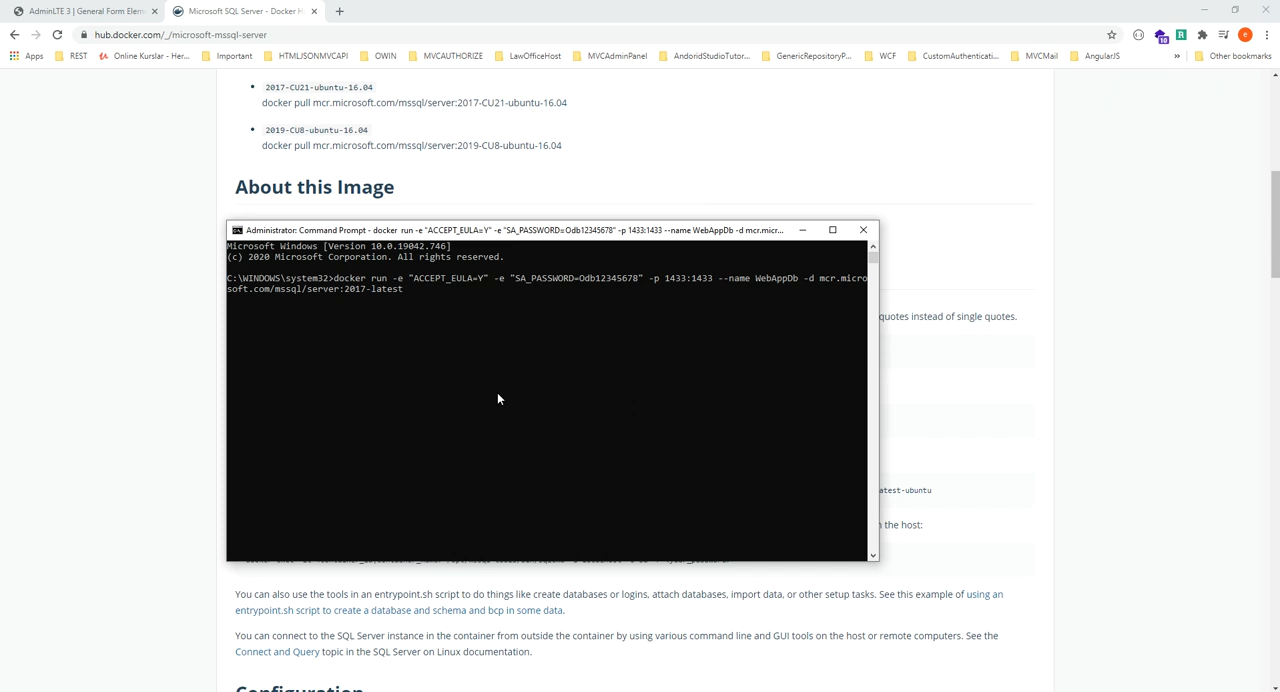 AdminLTE 3 | General Form Elem
Microsoft SQL Server - Docker H
hub.docker.com/_/microsoft-mssql-server
10
R
e
Apps
REST
Online Kurslar - Her...
Important
HTMLJSONMVCAPI
OWIN
MVCAUTHORIZE
LawOfficeHost
MVCAdminPanel
AndoridStudioTutor...
GenericRepositoryP...
WCF
CustomAuthenticati...
MVCMail
AngularJS
»
Other bookmarks
2017-CU21-ubuntu-16.04
docker pull mcr.microsoft.com/mssql/server:2017-CU21-ubuntu-16.04
2019-CU8-ubuntu-16.04
docker pull mcr.microsoft.com/mssql/server:2019-CU8-ubuntu-16.04
About this Image
Administrator: Command Prompt - docker run -e "ACCEPT_EULA=Y" -e "SA_PASSWORD=Odb12345678" -p 1433:1433 --name WebAppDb -d mcr.micr...
Microsoft Windows [Version 10.0.19042.746]
(c) 2020 Microsoft Corporation. All rights reserved.
C:\WINDOWS\system32>docker run -e "ACCEPT_EULA=Y" -e "SA_PASSWORD=Odb12345678" -p 1433:1433 --name WebAppDb -d mcr.micro
soft.com/mssql/server:2017-latest
quotes instead of single quotes.
atest-ubuntu
the host:
You can also use the tools in an entrypoint.sh script to do things like create databases or logins, attach databases, import data, or other setup tasks. See this example of using an
entrypoint.sh script to create a database and schema and bcp in some data.
You can connect to the SQL Server instance in the container from outside the container by using various command line and GUI tools on the host or remote computers. See the
Connect and Query topic in the SQL Server on Linux documentation.
Configuration